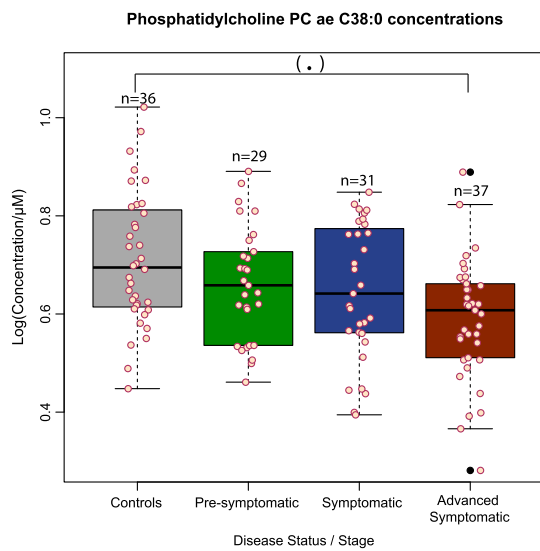 Phosphatidylcholine PC ae C38:0 concentrations
( . )
n=36
n=29
n=31
n=37
1.0
0.8
0.6
0.4
Log(Concentration/μM)
Controls
Pre-symptomatic
Symptomatic
Advanced
Symptomatic
Disease Status / Stage